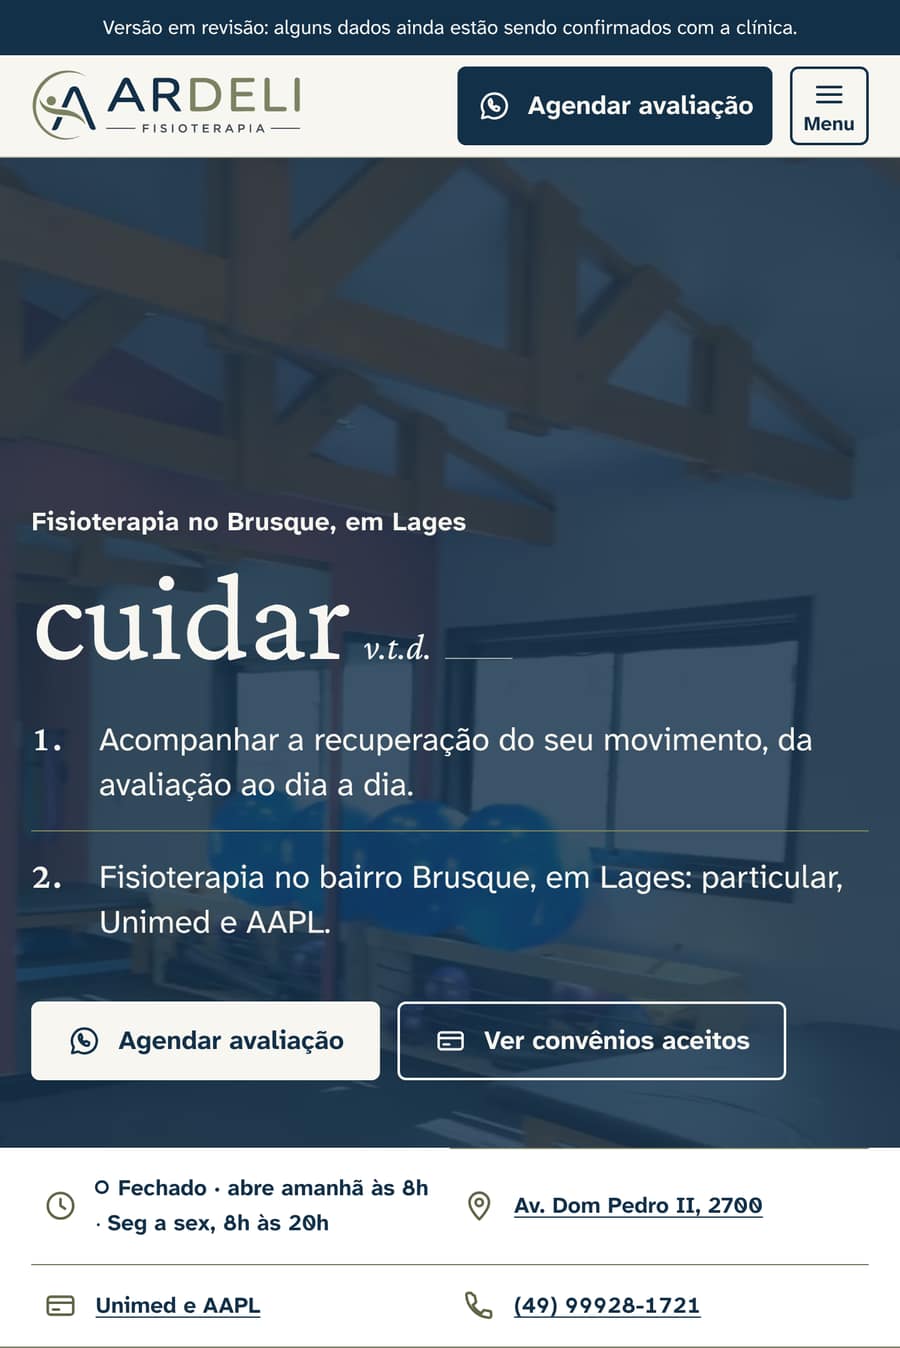 Versão em revisão: alguns dados ainda estão sendo confirmados com a clínica.
ARDELI
FISIOTERAPIA
Agendar avaliação
Menu
Fisioterapia no Brusque, em Lages
cuidar v.t.d.
1. Acompanhar a recuperação do seu movimento, da
avaliação ao dia a dia.
2. Fisioterapia no bairro Brusque, em Lages: particular,
Unimed e AAPL.
Agendar avaliação
Ver convênios aceitos
Fechado · abre amanhã às 8h
· Seg a sex, 8h às 20h
Av. Dom Pedro II, 2700
Unimed e AAPL
(49) 99928-1721